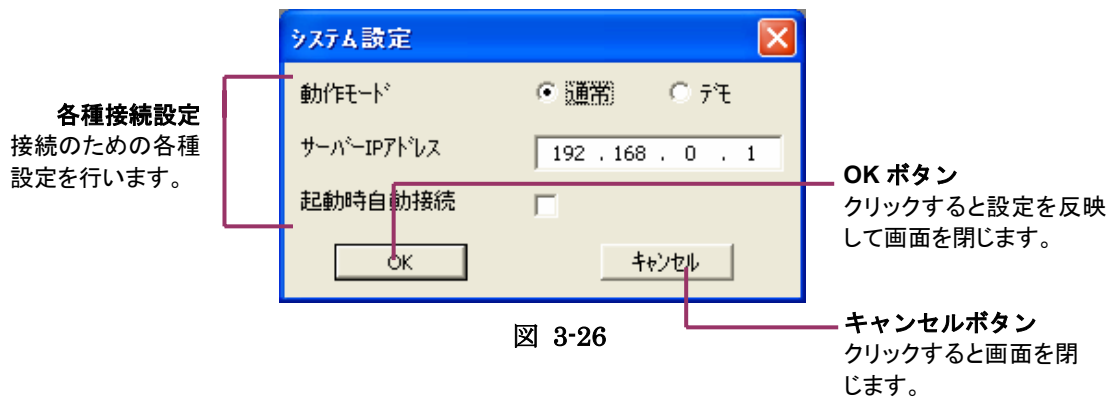 システム設定
動作モード
通常
デモ
サーバーIPアドレス
192 . 168 . 0 . 1
起動時自動接続
OK
キャンセル
各種接続設定
接続のための各種
設定を行います。
OK ボタン
クリックすると設定を反映
して画面を閉じます。
キャンセルボタン
クリックすると画面を閉
じます。
図 3-26